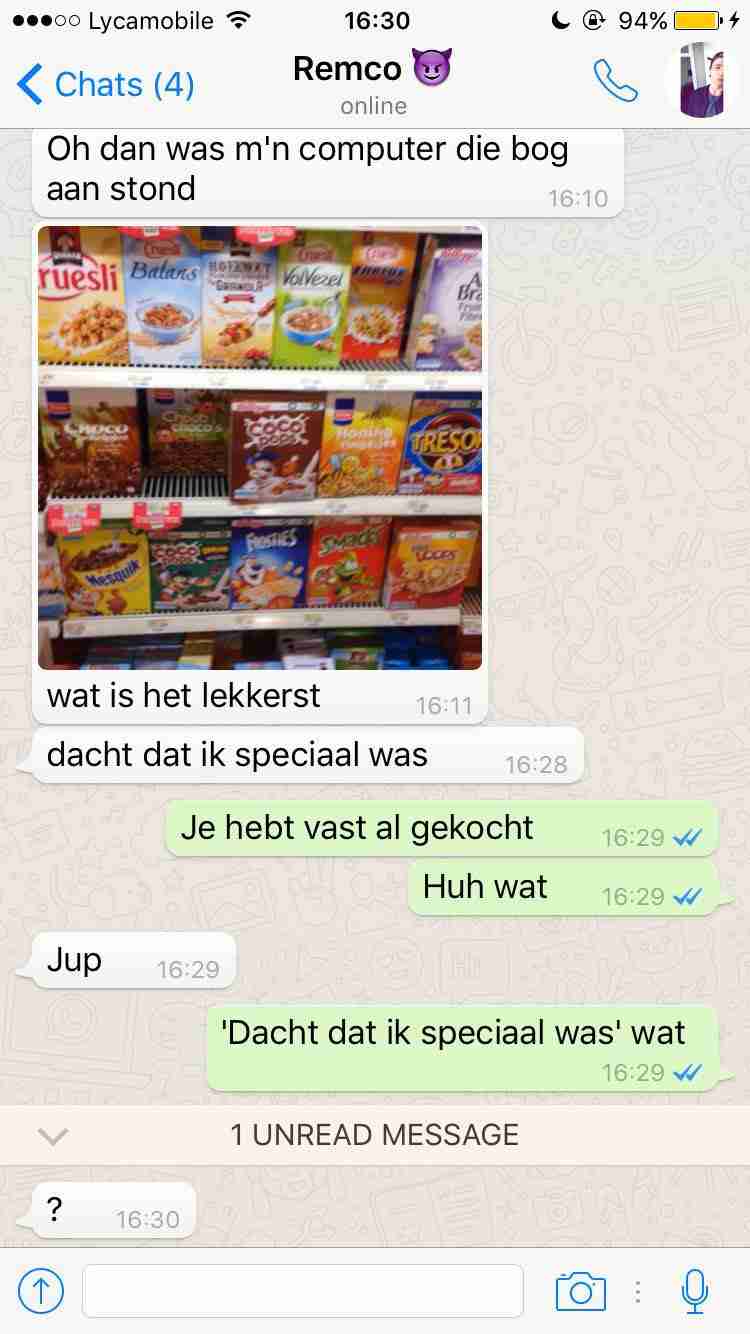 Lycamobile 16:30 94%
Chats (4)
Remco
online
Oh dan was m'n computer die bog
aan stond
16:10
Cruesli
Balans
VolVezel
CHOCO
Choco's
COCO
POPS
TRESOR
Nesquik
COCO
FROSTIES
SMACKS
LOOPS
wat is het lekkerst
16:11
dacht dat ik speciaal was
16:28
Je hebt vast al gekocht
16:29
Huh wat
16:29
Jup
16:29
'Dacht dat ik speciaal was' wat
16:29
1 UNREAD MESSAGE
?
16:30